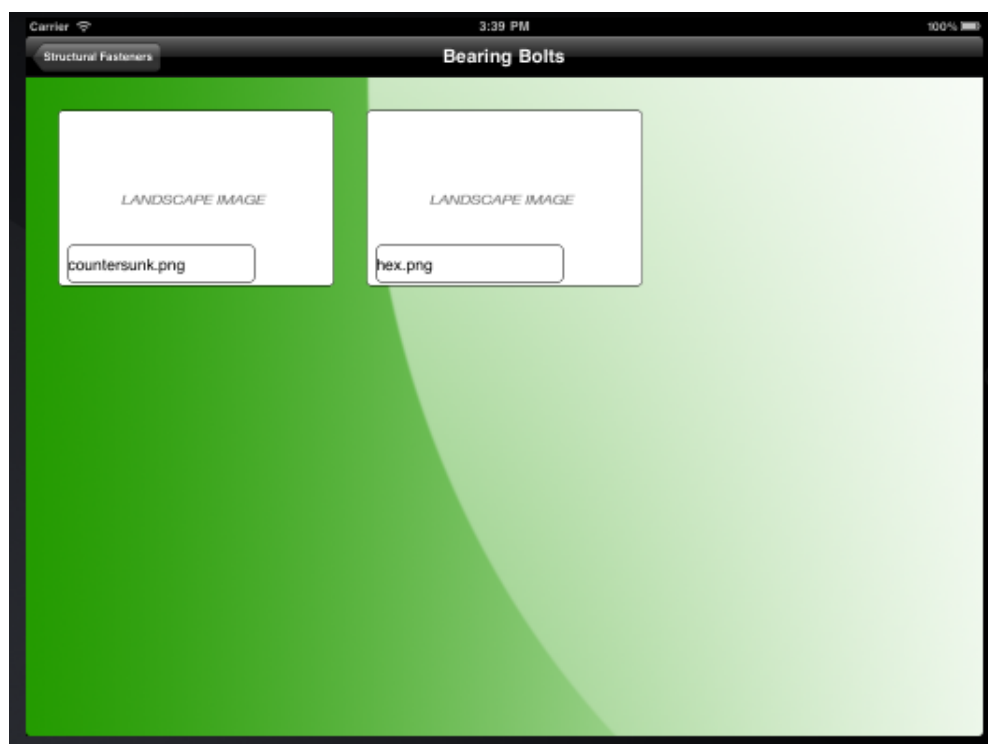 Carrier
3:39 PM
100%
Structural Fasteners
Bearing Bolts
LANDSCAPE IMAGE
LANDSCAPE IMAGE
countersunk.png
hex.png